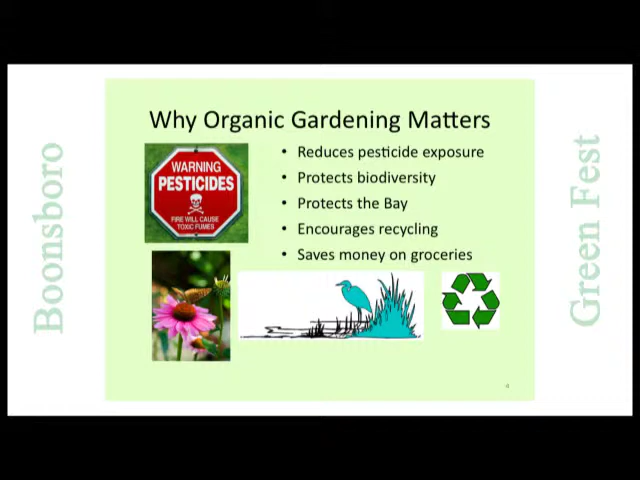 Boonsboro
Why Organic Gardening Matters
WARNING
PESTICIDES
FIRE WILL CAUSE
TOXIC FUMES
• Reduces pesticide exposure
• Protects biodiversity
• Protects the Bay
• Encourages recycling
• Saves money on groceries
Green Fest